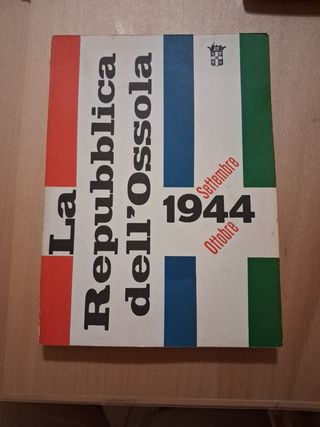 La
Repubblica
dell'Ossola
Settembre
1944
Ottobre